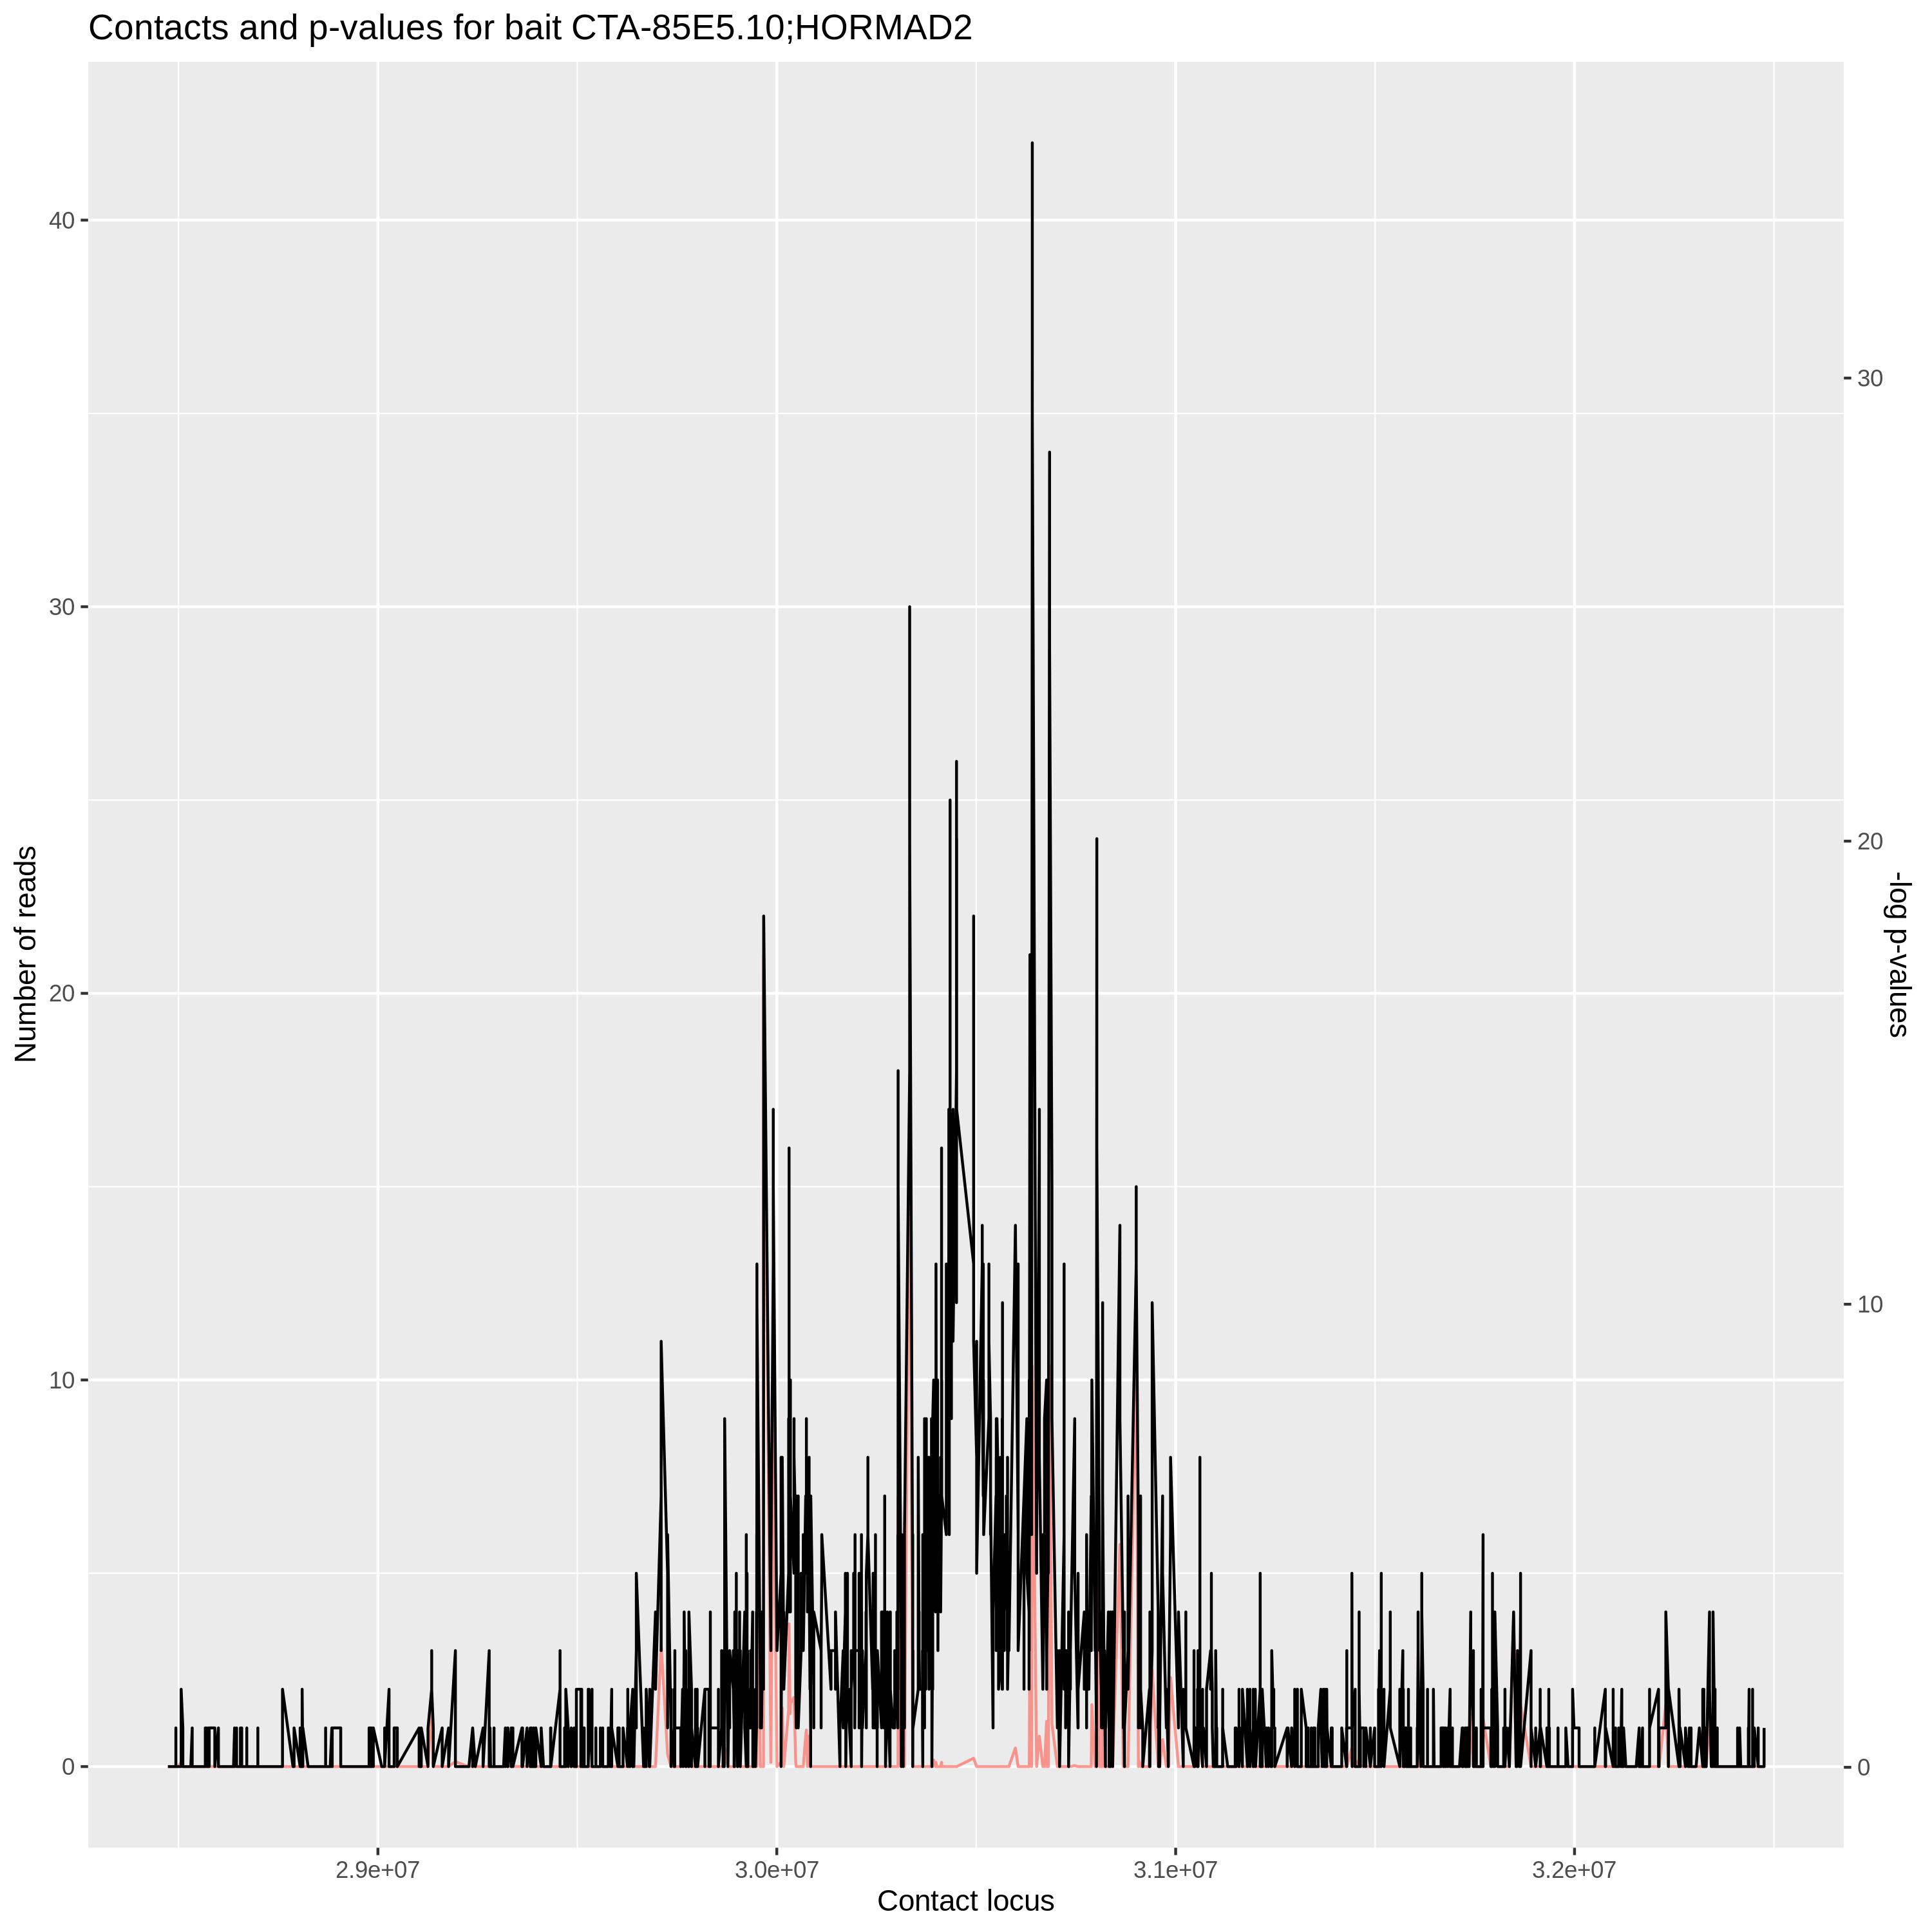 Contacts and p-values for bait CTA-85E5.10;HORMAD2
Number of reads
40
30
20
10
0
30
20
10
0
-log p-values
2.9e+07 3.0e+07 3.1e+07 3.2e+07
Contact locus